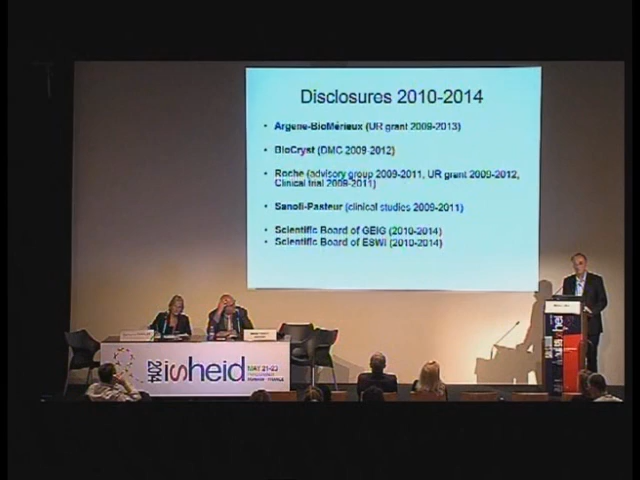 Disclosures 2010-2014
• Argene-BioMérieux (UR grant 2009-2013)
• BioCryst (DMC 2009-2012)
• Roche (advisory group 2009-2011, UR grant 2009-2012,
Clinical trial 2009-2011)
• Sanofi-Pasteur (clinical studies 2009-2011)
• Scientific Board of GEIG (2010-2014)
• Scientific Board of ESWI (2010-2014)
2014
isheid
MAY 21-23